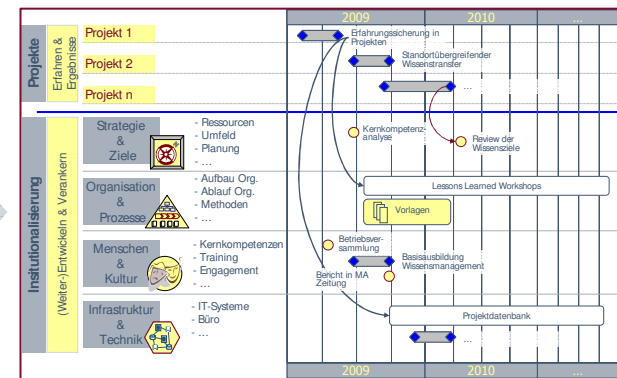 2009 2010 ...
Projekte
Erfahren &
Ergebnisse
Projekt 1
Projekt 2
Projekt n
Erfahrungssicherung in
Projekten
Standortübergreifender
Wissenstransfer
...
Insitutionalisierung
(Weiter-)Entwickeln & Verankern
Strategie
&
Ziele
- Ressourcen
- Umfeld
- Planung
- ...
Kernkompetenz-
analyse
Review der
Wissensziele
Organisation
&
Prozesse
- Aufbau Org.
- Ablauf Org.
- Methoden
- ...
Lessons Learned Workshops
Vorlagen
Menschen
&
Kultur
- Kernkompetenzen
- Training
- Engagement
- ...
Betriebsver-
sammlung
Bericht in MA
Zeitung
Basisausbildung
Wissensmanagement
Infrastruktur
&
Technik
- IT-Systeme
- Büro
- ...
Projektdatenbank
...
2009 2010 ...